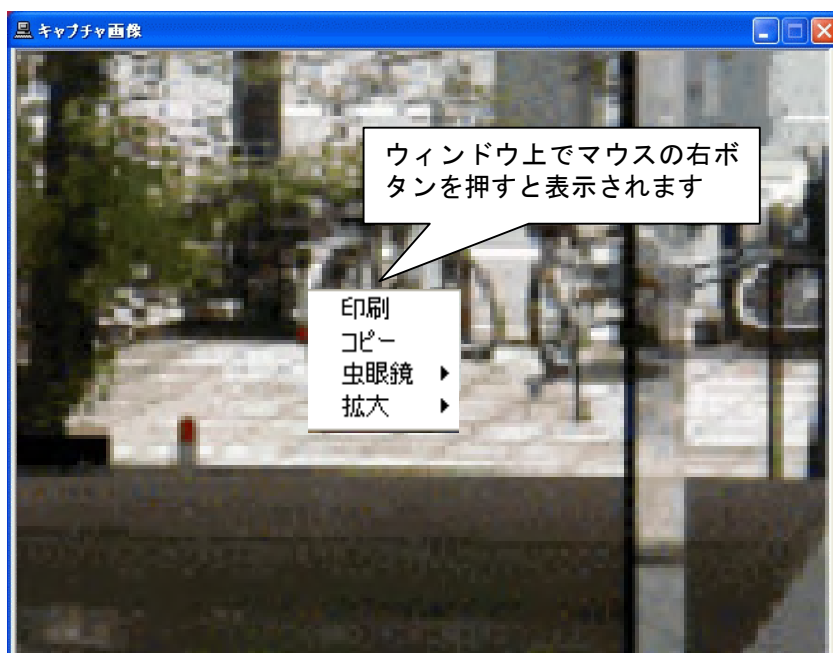 キャプチャ画像
ウィンドウ上でマウスの右ボ
タンを押すと表示されます
印刷
コピー
虫眼鏡
拡大